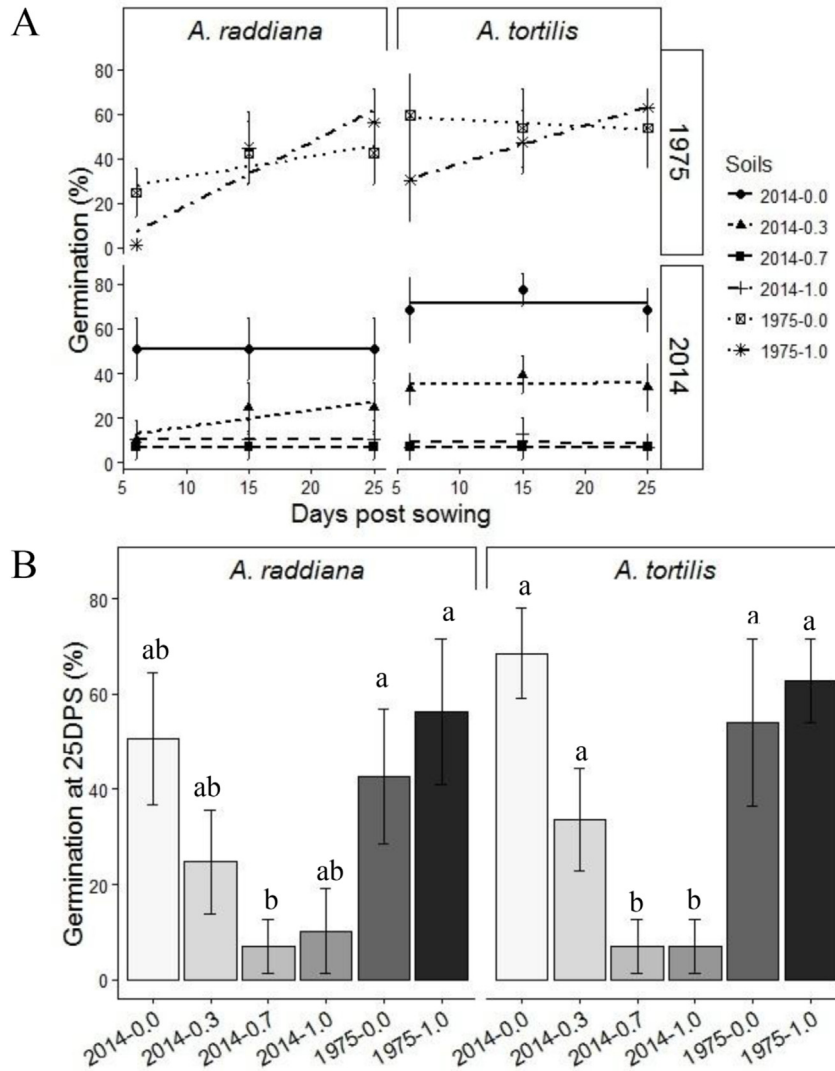 A
A. raddiana
A. tortilis
Germination (%)
80
60
40
20
0
1975
80
60
40
20
0
2014
5
10
15
20
25
5
10
15
20
25
Days post sowing
Soils
2014-0.0
2014-0.3
2014-0.7
2014-1.0
1975-0.0
1975-1.0
B
A. raddiana
A. tortilis
Germination at 25DPS (%)
80
60
40
20
0
ab
ab
b
ab
a
a
a
a
b
b
a
a
2014-0.0
2014-0.3
2014-0.7
2014-1.0
1975-0.0
1975-1.0
2014-0.0
2014-0.3
2014-0.7
2014-1.0
1975-0.0
1975-1.0